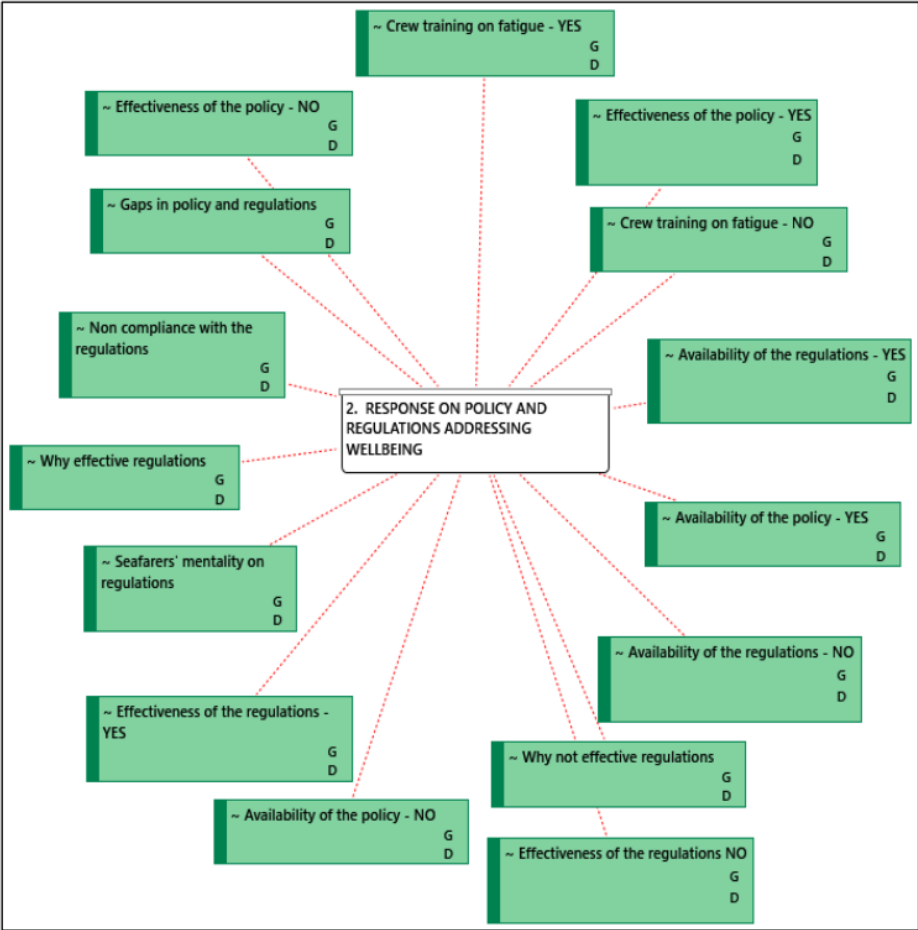 ~ Crew training on fatigue - YES
G
D
~ Effectiveness of the policy - NO
G
D
~ Effectiveness of the policy - YES
G
D
~ Gaps in policy and regulations
G
D
~ Crew training on fatigue - NO
G
D
~ Non compliance with the
regulations
G
D
~ Availability of the regulations - YES
G
D
2. RESPONSE ON POLICY AND
REGULATIONS ADDRESSING
WELLBEING
~ Why effective regulations
G
D
~ Availability of the policy - YES
G
D
~ Seafarers' mentality on
regulations
G
D
~ Availability of the regulations - NO
G
D
~ Effectiveness of the regulations -
YES
G
D
~ Why not effective regulations
G
D
~ Availability of the policy - NO
G
D
~ Effectiveness of the regulations NO
G
D